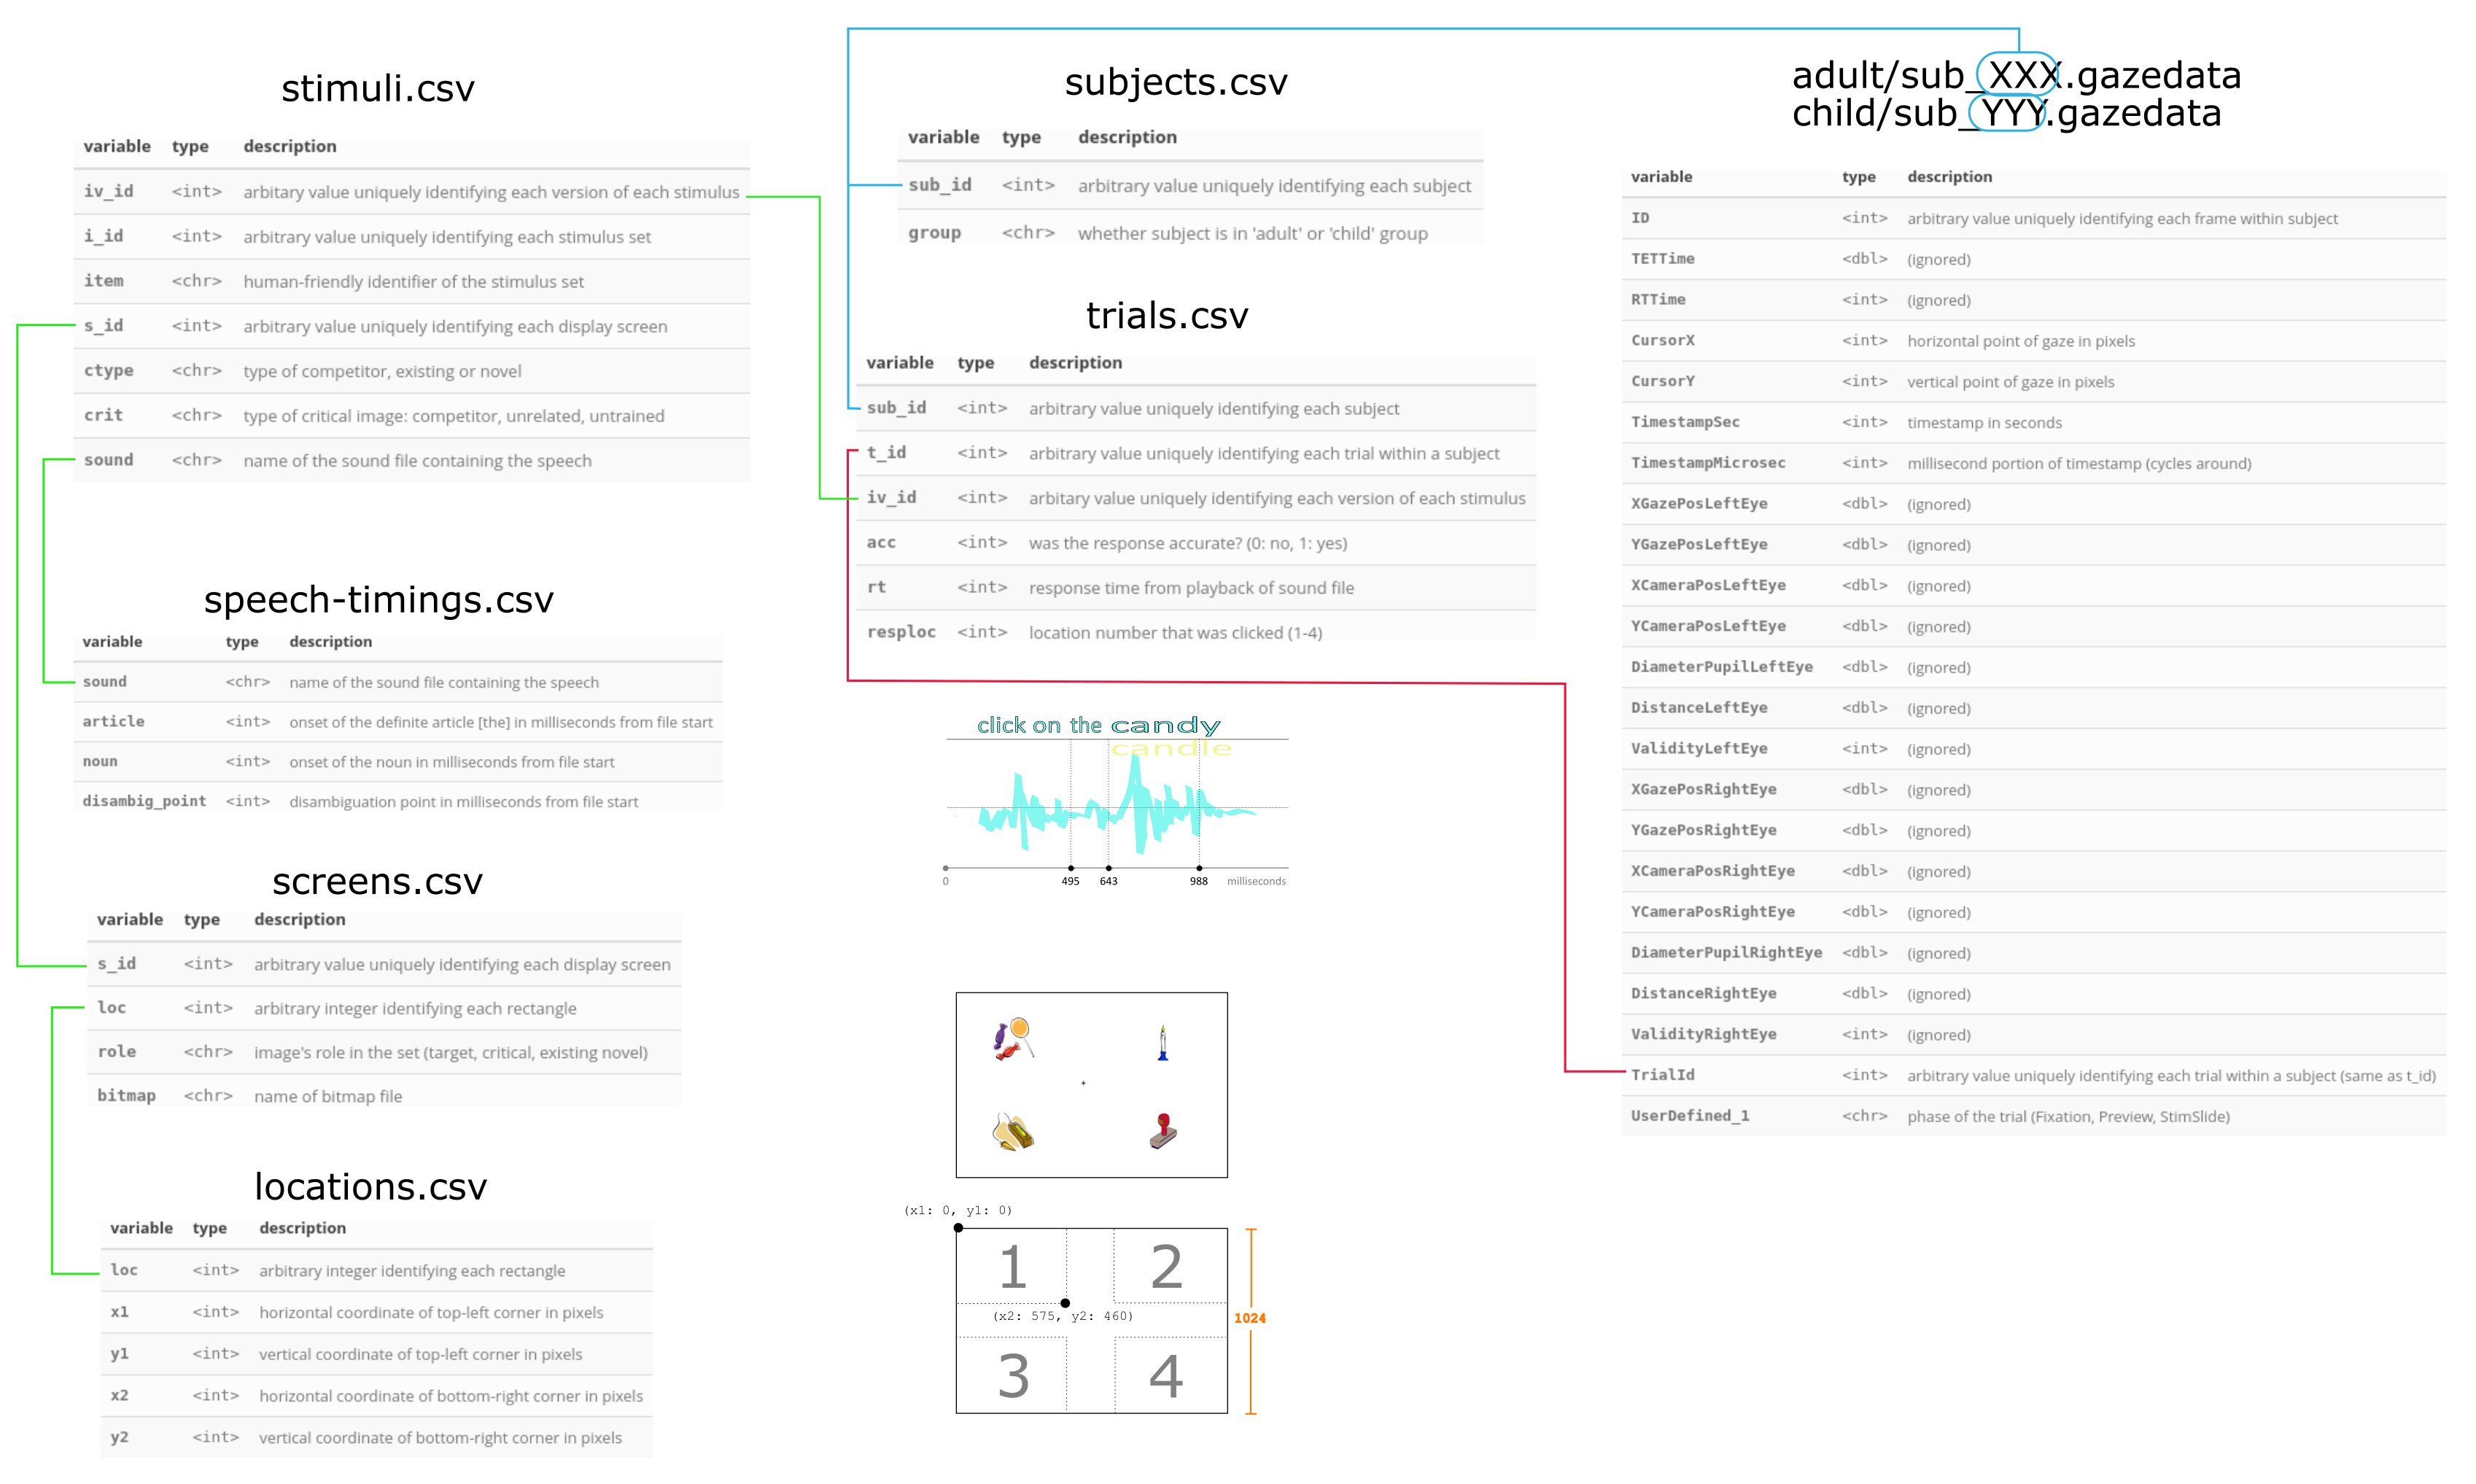 stimuli.csv
variable type description
iv_id <int> arbitary value uniquely identifying each version of each stimulus
i_id <int> arbitrary value uniquely identifying each stimulus set
item <chr> human-friendly identifier of the stimulus set
s_id <int> arbitrary value uniquely identifying each display screen
ctype <chr> type of competitor, existing or novel
crit <chr> type of critical image: competitor, unrelated, untrained
sound <chr> name of the sound file containing the speech
speech-timings.csv
variable type description
sound <chr> name of the sound file containing the speech
article <int> onset of the definite article [the] in milliseconds from file start
noun <int> onset of the noun in milliseconds from file start
disambig_point <int> disambiguation point in milliseconds from file start
screens.csv
variable type description
s_id <int> arbitrary value uniquely identifying each display screen
loc <int> arbitrary integer identifying each rectangle
role <chr> image's role in the set (target, critical, existing novel)
bitmap <chr> name of bitmap file
locations.csv
variable type description
loc <int> arbitrary integer identifying each rectangle
x1 <int> horizontal coordinate of top-left corner in pixels
y1 <int> vertical coordinate of top-left corner in pixels
x2 <int> horizontal coordinate of bottom-right corner in pixels
y2 <int> vertical coordinate of bottom-right corner in pixels
subjects.csv
variable type description
sub_id <int> arbitrary value uniquely identifying each subject
group <chr> whether subject is in 'adult' or 'child' group
trials.csv
variable type description
sub_id <int> arbitrary value uniquely identifying each subject
t_id <int> arbitrary value uniquely identifying each trial within a subject
iv_id <int> arbitary value uniquely identifying each version of each stimulus
acc <int> was the response accurate? (0: no, 1: yes)
rt <int> response time from playback of sound file
resploc <int> location number that was clicked (1-4)
click on the candy
candle
0 495 643 988 milliseconds
(x1: 0, y1: 0)
1 2
(x2: 575, y2: 460)
1024
3 4
adult/sub_XXX.gazedata
child/sub_YYY.gazedata
variable type description
ID <int> arbitrary value uniquely identifying each frame within subject
TETTime <dbl> (ignored)
RTTime <int> (ignored)
CursorX <int> horizontal point of gaze in pixels
CursorY <int> vertical point of gaze in pixels
TimestampSec <int> timestamp in seconds
TimestampMicrosec <int> millisecond portion of timestamp (cycles around)
XGazePosLeftEye <dbl> (ignored)
YGazePosLeftEye <dbl> (ignored)
XCameraPosLeftEye <dbl> (ignored)
YCameraPosLeftEye <dbl> (ignored)
DiameterPupilLeftEye <dbl> (ignored)
DistanceLeftEye <dbl> (ignored)
ValidityLeftEye <int> (ignored)
XGazePosRightEye <dbl> (ignored)
YGazePosRightEye <dbl> (ignored)
XCameraPosRightEye <dbl> (ignored)
YCameraPosRightEye <dbl> (ignored)
DiameterPupilRightEye <dbl> (ignored)
DistanceRightEye <dbl> (ignored)
ValidityRightEye <int> (ignored)
TrialId <int> arbitrary value uniquely identifying each trial within a subject (same as t_id)
UserDefined_1 <chr> phase of the trial (Fixation, Preview, StimSlide)